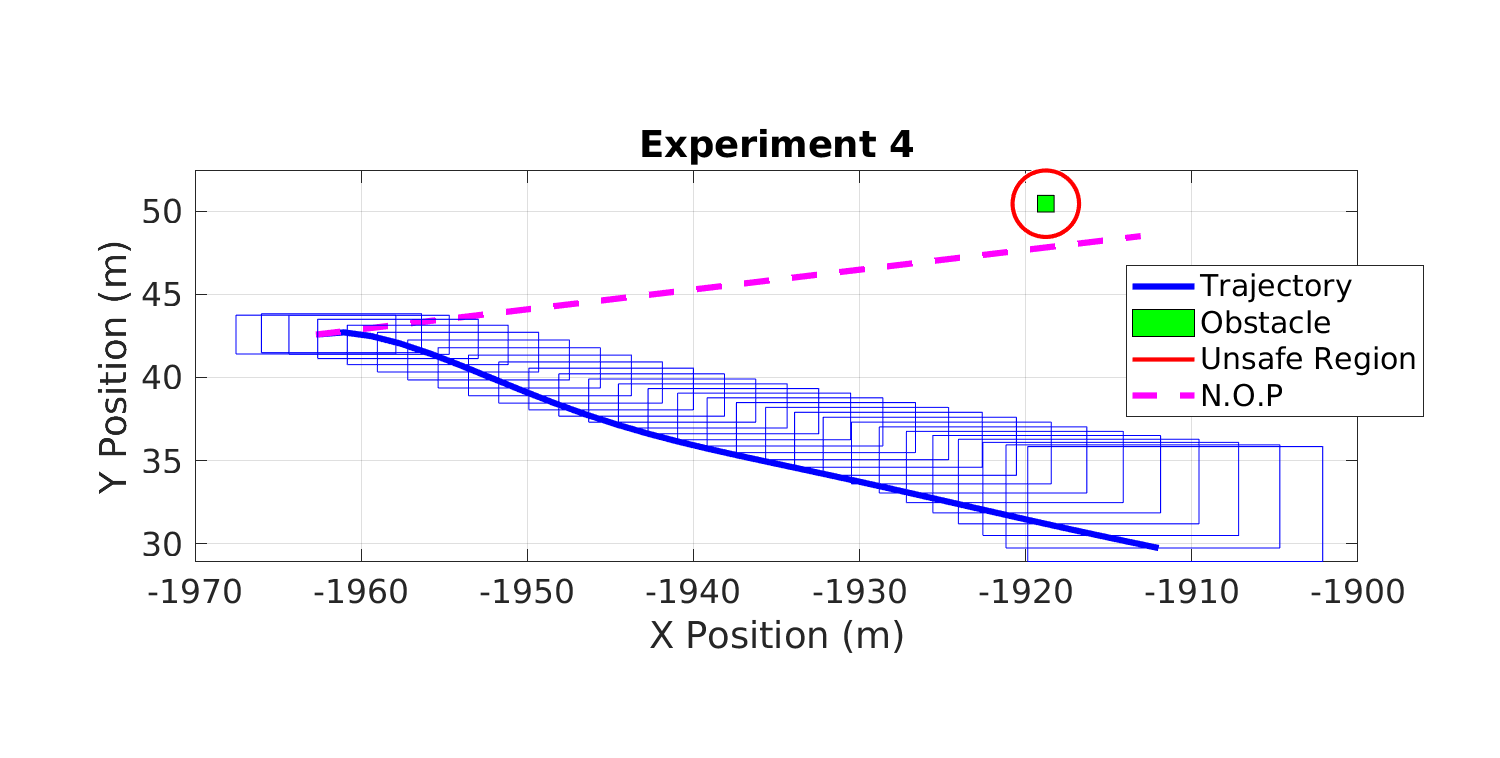 Experiment 4
50
45
40
35
30
Y Position (m)
-1970 -1960 -1950 -1940 -1930 -1920 -1910 -1900
X Position (m)
Trajectory
Obstacle
Unsafe Region
N.O.P